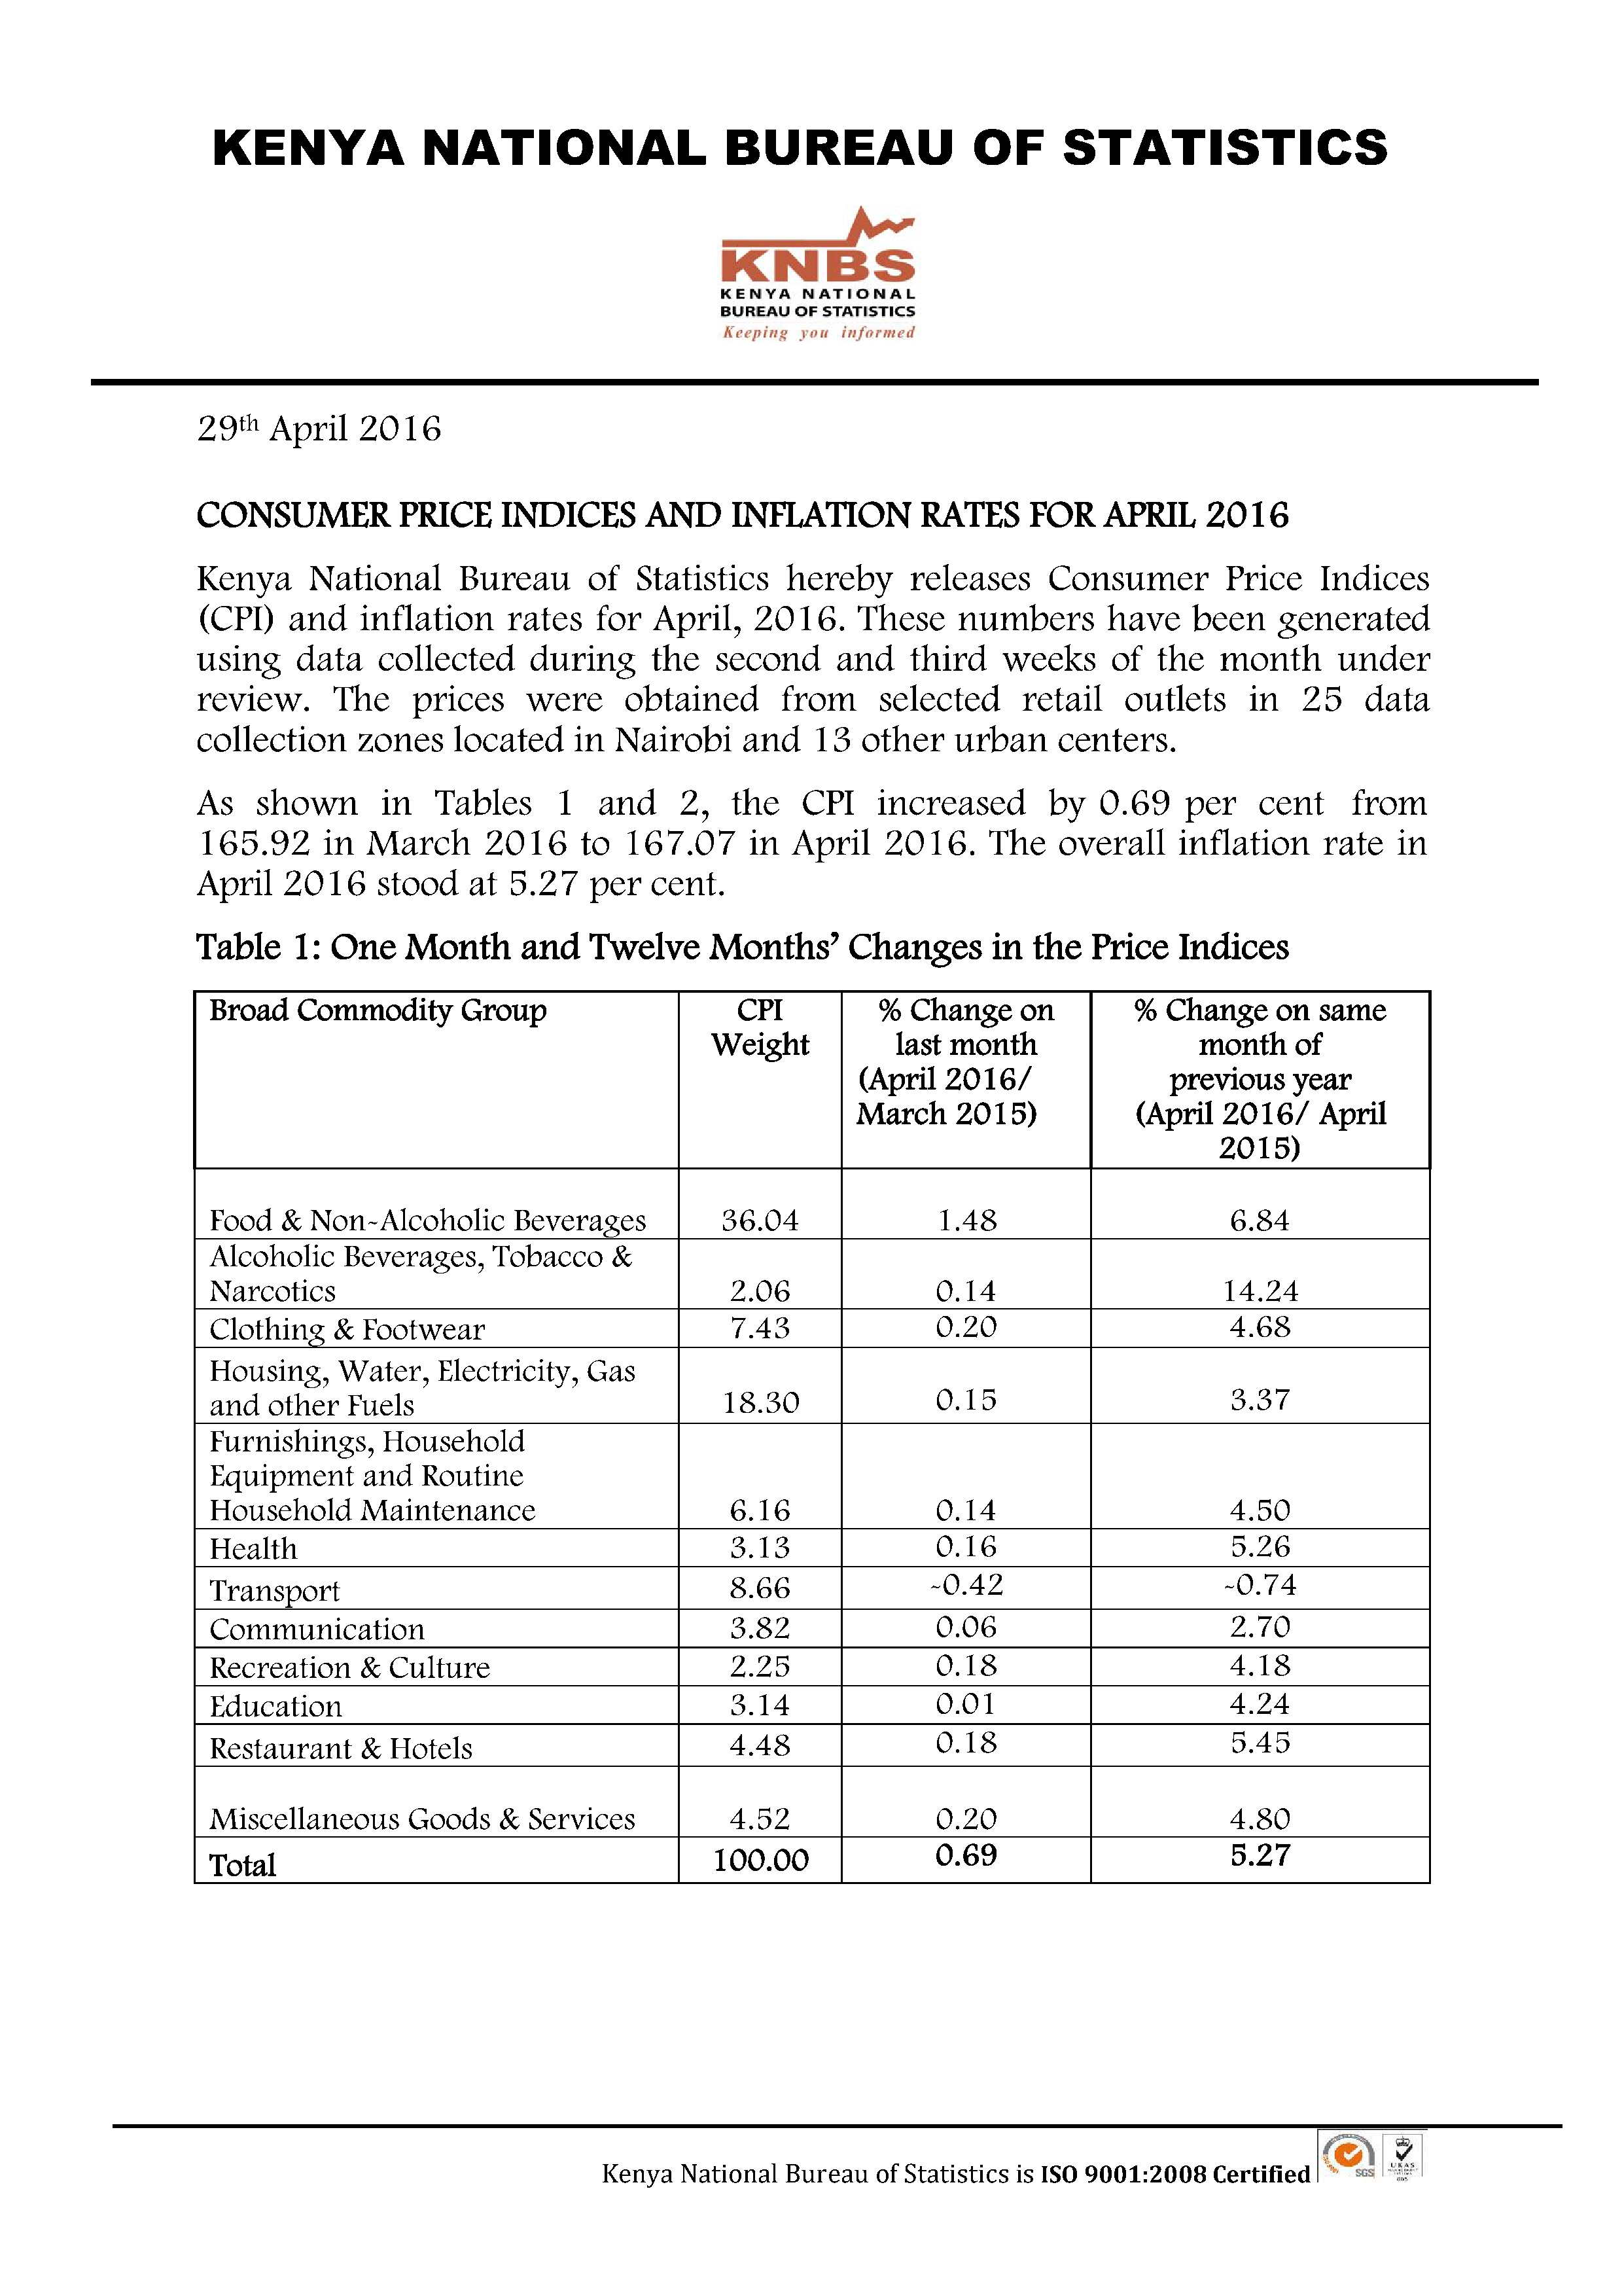 KENYA NATIONAL BUREAU OF STATISTICS
KNBS
KENYA NATIONAL
BUREAU OF STATISTICS
Keeping you informed
29th April 2016
CONSUMER PRICE INDICES AND INFLATION RATES FOR APRIL 2016
Kenya National Bureau of Statistics hereby releases Consumer Price Indices
(CPI) and inflation rates for April, 2016. These numbers have been generated
using data collected during the second and third weeks of the month under
review. The prices were obtained from selected retail outlets in 25 data
collection zones located in Nairobi and 13 other urban centers.
As shown in Tables 1 and 2, the CPI increased by 0.69 per cent from
165.92 in March 2016 to 167.07 in April 2016. The overall inflation rate in
April 2016 stood at 5.27 per cent.
Table 1: One Month and Twelve Months’ Changes in the Price Indices
Broad Commodity Group
CPI
Weight
% Change on
last month
(April 2016/
March 2015)
% Change on same
month of
previous year
(April 2016/ April
2015)
Food & Non-Alcoholic Beverages 36.04 1.48 6.84
Alcoholic Beverages, Tobacco &
Narcotics 2.06 0.14 14.24
Clothing & Footwear 7.43 0.20 4.68
Housing, Water, Electricity, Gas
and other Fuels 18.30 0.15 3.37
Furnishings, Household
Equipment and Routine
Household Maintenance 6.16 0.14 4.50
Health 3.13 0.16 5.26
Transport 8.66 -0.42 -0.74
Communication 3.82 0.06 2.70
Recreation & Culture 2.25 0.18 4.18
Education 3.14 0.01 4.24
Restaurant & Hotels 4.48 0.18 5.45
Miscellaneous Goods & Services 4.52 0.20 4.80
Total 100.00 0.69 5.27
Kenya National Bureau of Statistics is ISO 9001:2008 Certified
SGS
UKAS